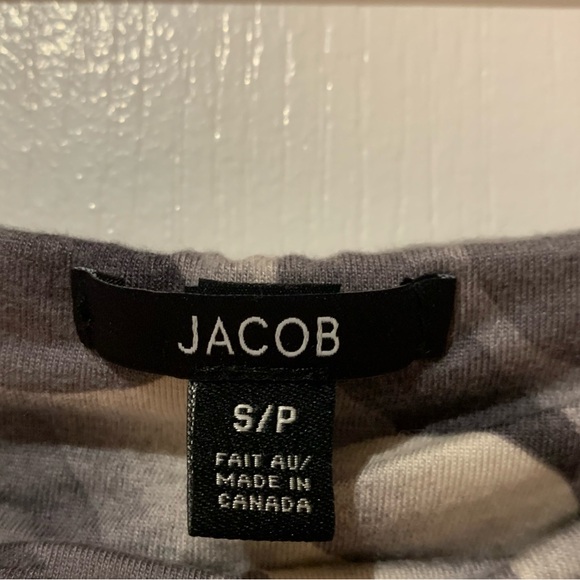 JACOB
S/P
FAIT AU/
MADE IN
CANADA